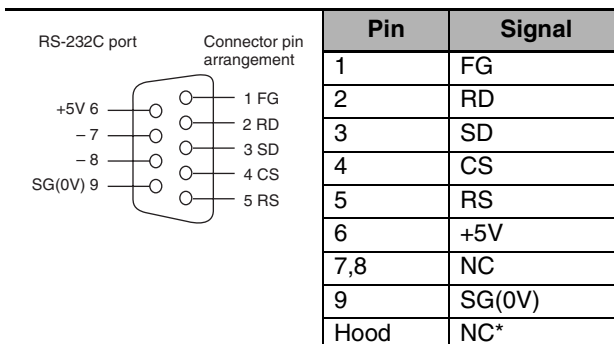 RS-232C port
Connector pin
arrangement
+5V 6
– 7
– 8
SG(0V) 9
1 FG
2 RD
3 SD
4 CS
5 RS
Pin Signal
1 FG
2 RD
3 SD
4 CS
5 RS
6 +5V
7,8 NC
9 SG(0V)
Hood NC*